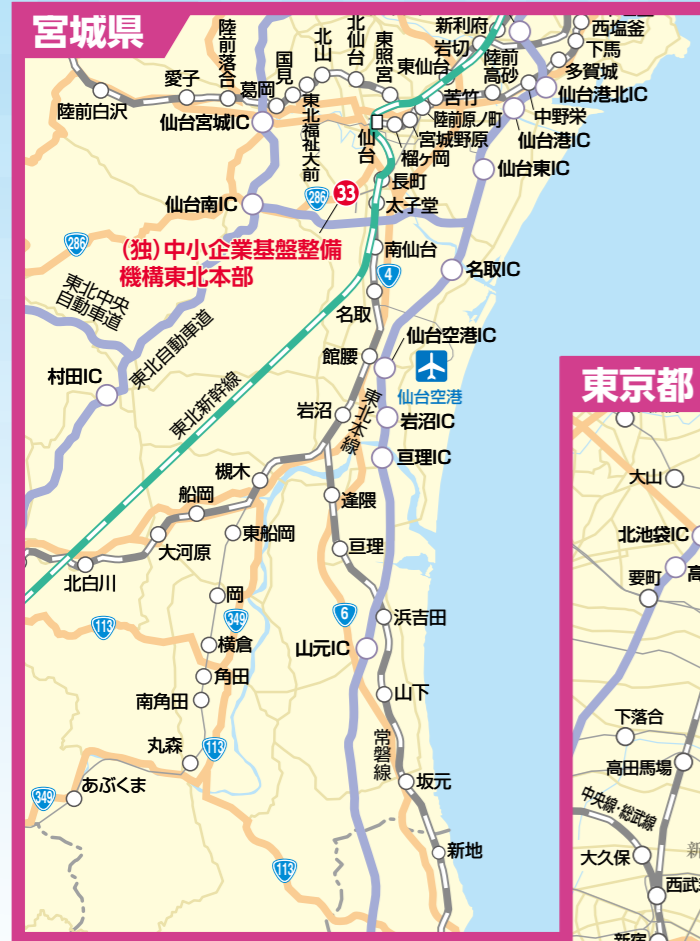 宮城県
陸前白沢
愛子
陸前落合
葛岡
国見
東北福祉大前
北山
北仙台
東照宮
東仙台
岩切
新利府
陸前高砂
西塩釜
下馬
多賀城
仙台港北IC
中野栄
仙台港IC
仙台東IC
苦竹
陸前原ノ町
宮城野原
榴ヶ岡
仙台
仙台宮城IC
長町
太子堂
仙台南IC
286
33
286
(独)中小企業基盤整備
機構東北本部
南仙台
4
名取IC
名取
東北中央
自動車道
東北自動車道
東北新幹線
村田IC
館腰
仙台空港IC
仙台空港
岩沼
東北本線
岩沼IC
亘理IC
槻木
船岡
逢隈
大河原
東船岡
亘理
北白川
岡
349
113
6
浜吉田
横倉
山元IC
角田
南角田
山下
丸森
113
常磐線
あぶくま
349
坂元
新地
113
東京都
大山
北池袋IC
要町
高
下落合
高田馬場
中央線・総武線
新
大久保
西武
新宿